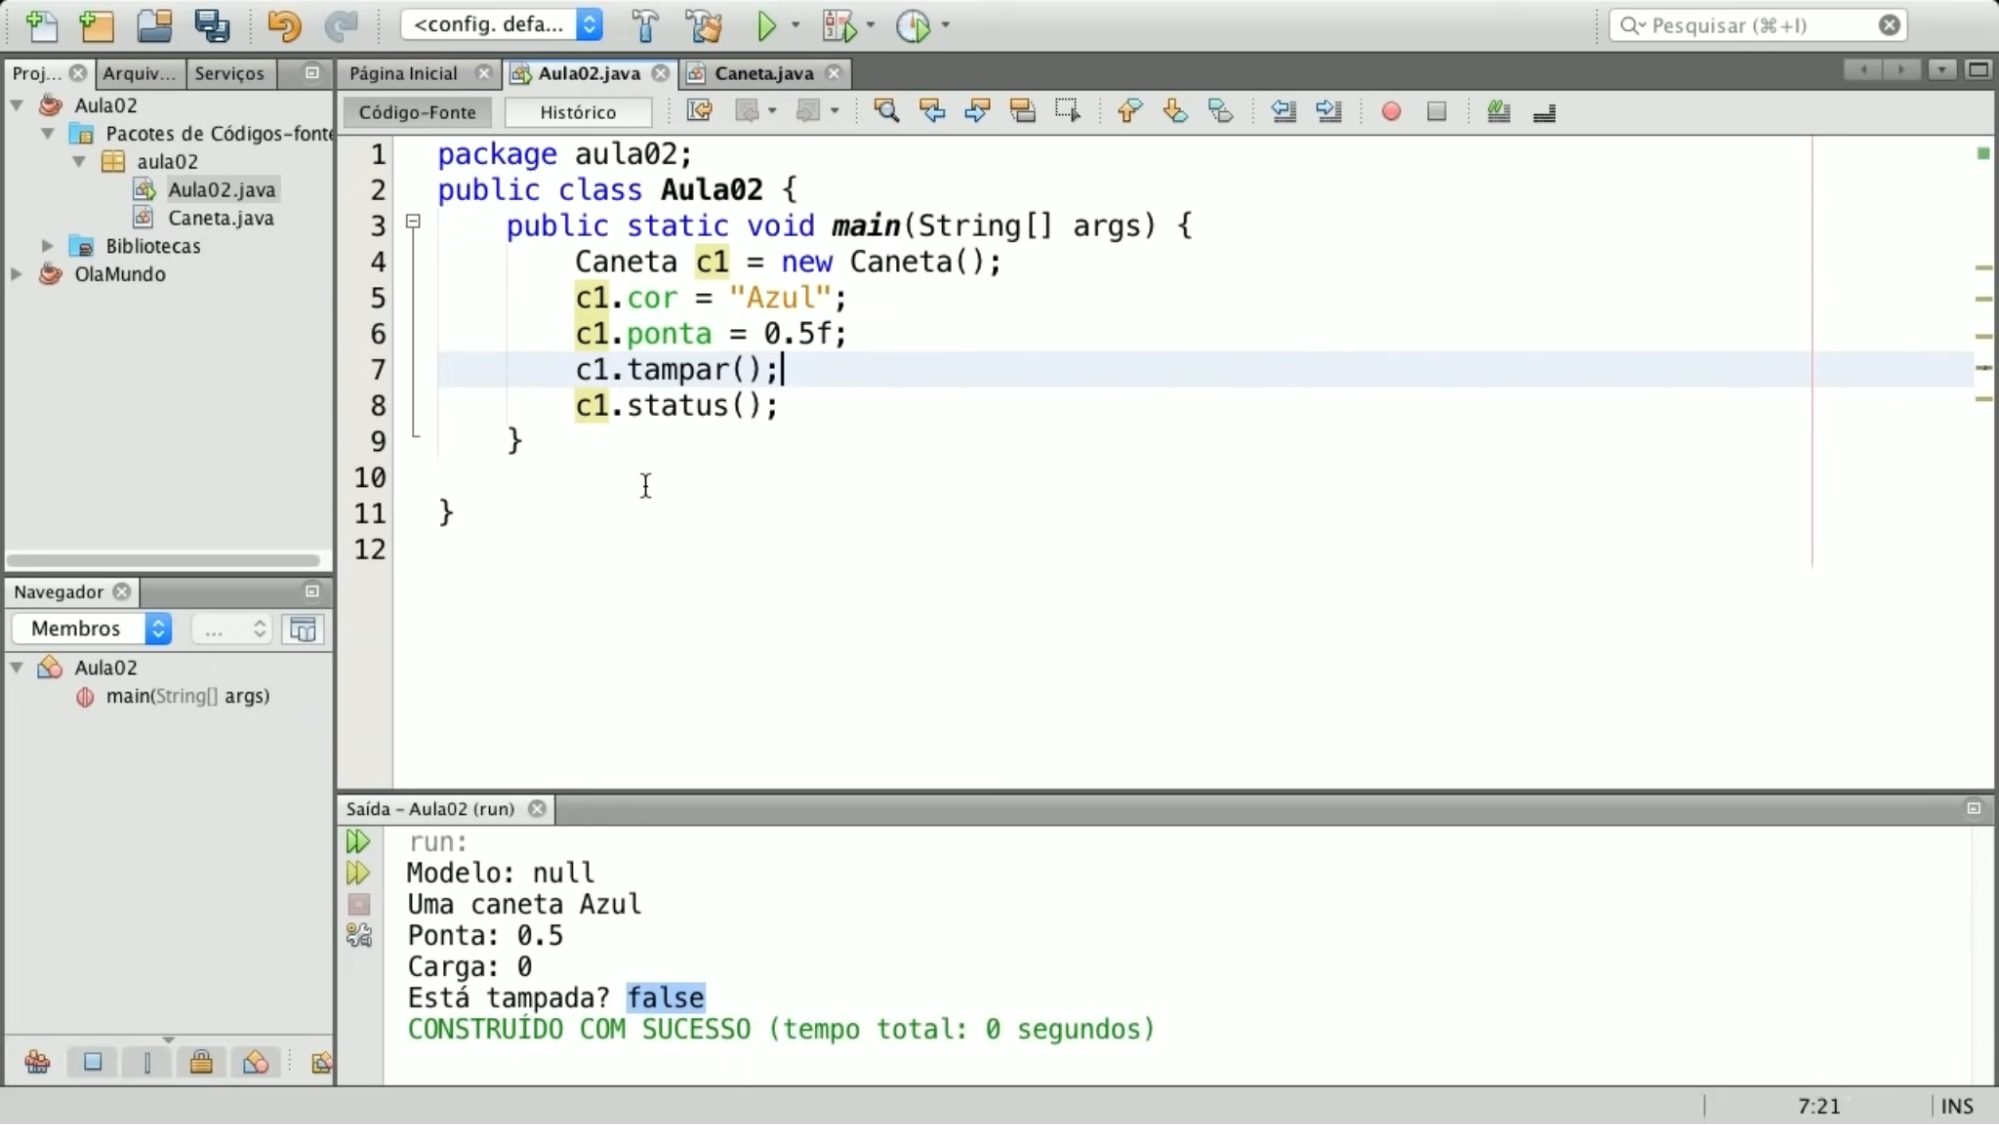 <config. defa...
Pesquisar (⌘+I)
Proj...
Arquiv...
Serviços
Página Inicial
Aula02.java
Caneta.java
Aula02
Pacotes de Códigos-fonte
aula02
Aula02.java
Caneta.java
Bibliotecas
OlaMundo
Código-Fonte
Histórico
1 package aula02;
2 public class Aula02 {
3 public static void main(String[] args) {
4 Caneta c1 = new Caneta();
5 c1.cor = "Azul";
6 c1.ponta = 0.5f;
7 c1.tampar();
8 c1.status();
9 }
10
11 }
12
Navegador
Membros
...
Aula02
main(String[] args)
Saída - Aula02 (run)
run:
Modelo: null
Uma caneta Azul
Ponta: 0.5
Carga: 0
Está tampada? false
CONSTRUÍDO COM SUCESSO (tempo total: 0 segundos)
7:21
INS